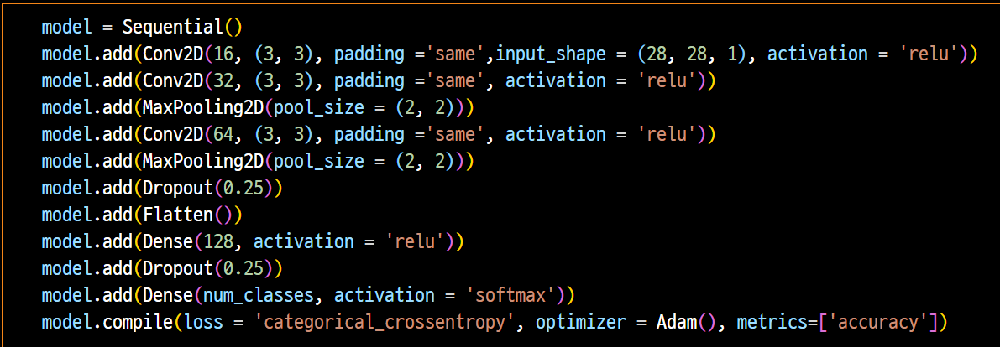 model = Sequential()
model.add(Conv2D(16, (3, 3), padding ='same',input_shape = (28, 28, 1), activation = 'relu'))
model.add(Conv2D(32, (3, 3), padding ='same', activation = 'relu'))
model.add(MaxPooling2D(pool_size = (2, 2)))
model.add(Conv2D(64, (3, 3), padding ='same', activation = 'relu'))
model.add(MaxPooling2D(pool_size = (2, 2)))
model.add(Dropout(0.25))
model.add(Flatten())
model.add(Dense(128, activation = 'relu'))
model.add(Dropout(0.25))
model.add(Dense(num_classes, activation = 'softmax'))
model.compile(loss = 'categorical_crossentropy', optimizer = Adam(), metrics=['accuracy'])